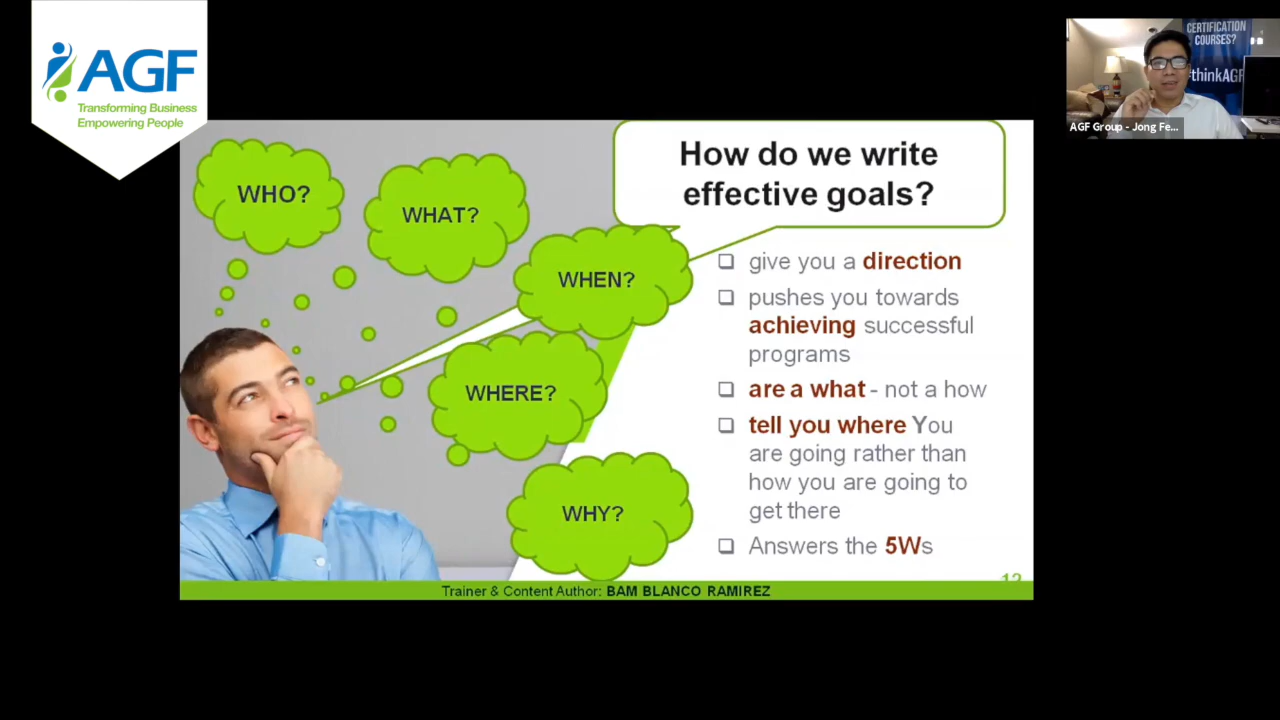 AGF
Transforming Business
Empowering People
CERTIFICATION
COURSES?
#thinkAGF
AGF Group - Jong Fe...
How do we write
effective goals?
WHO?
WHAT?
WHEN?
WHERE?
WHY?
give you a direction
pushes you towards
achieving successful
programs
are a what - not a how
tell you where You
are going rather than
how you are going to
get there
Answers the 5Ws
12
Trainer & Content Author: BAM BLANCO RAMIREZ